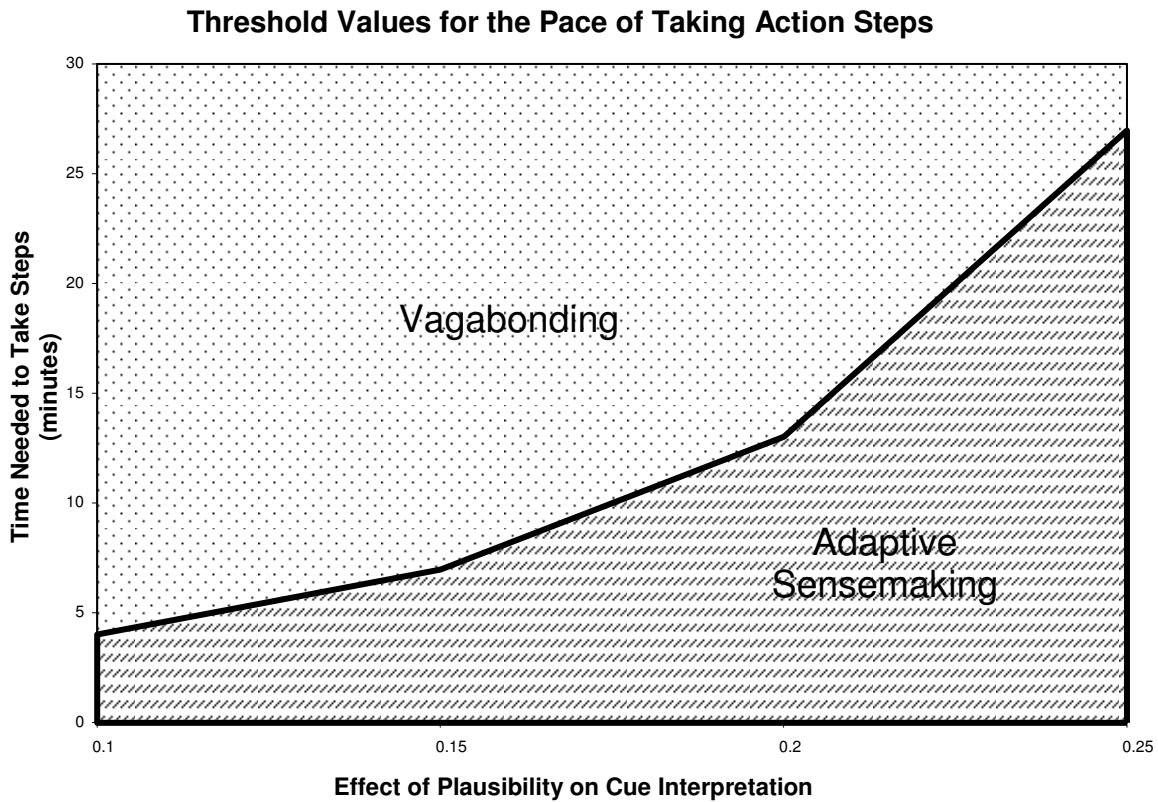 Threshold Values for the Pace of Taking Action Steps
30
25
20
15
10
5
0
Time Needed to Take Steps
(minutes)
Vagabonding
Adaptive
Sensemaking
0.1 0.15 0.2 0.25
Effect of Plausibility on Cue Interpretation